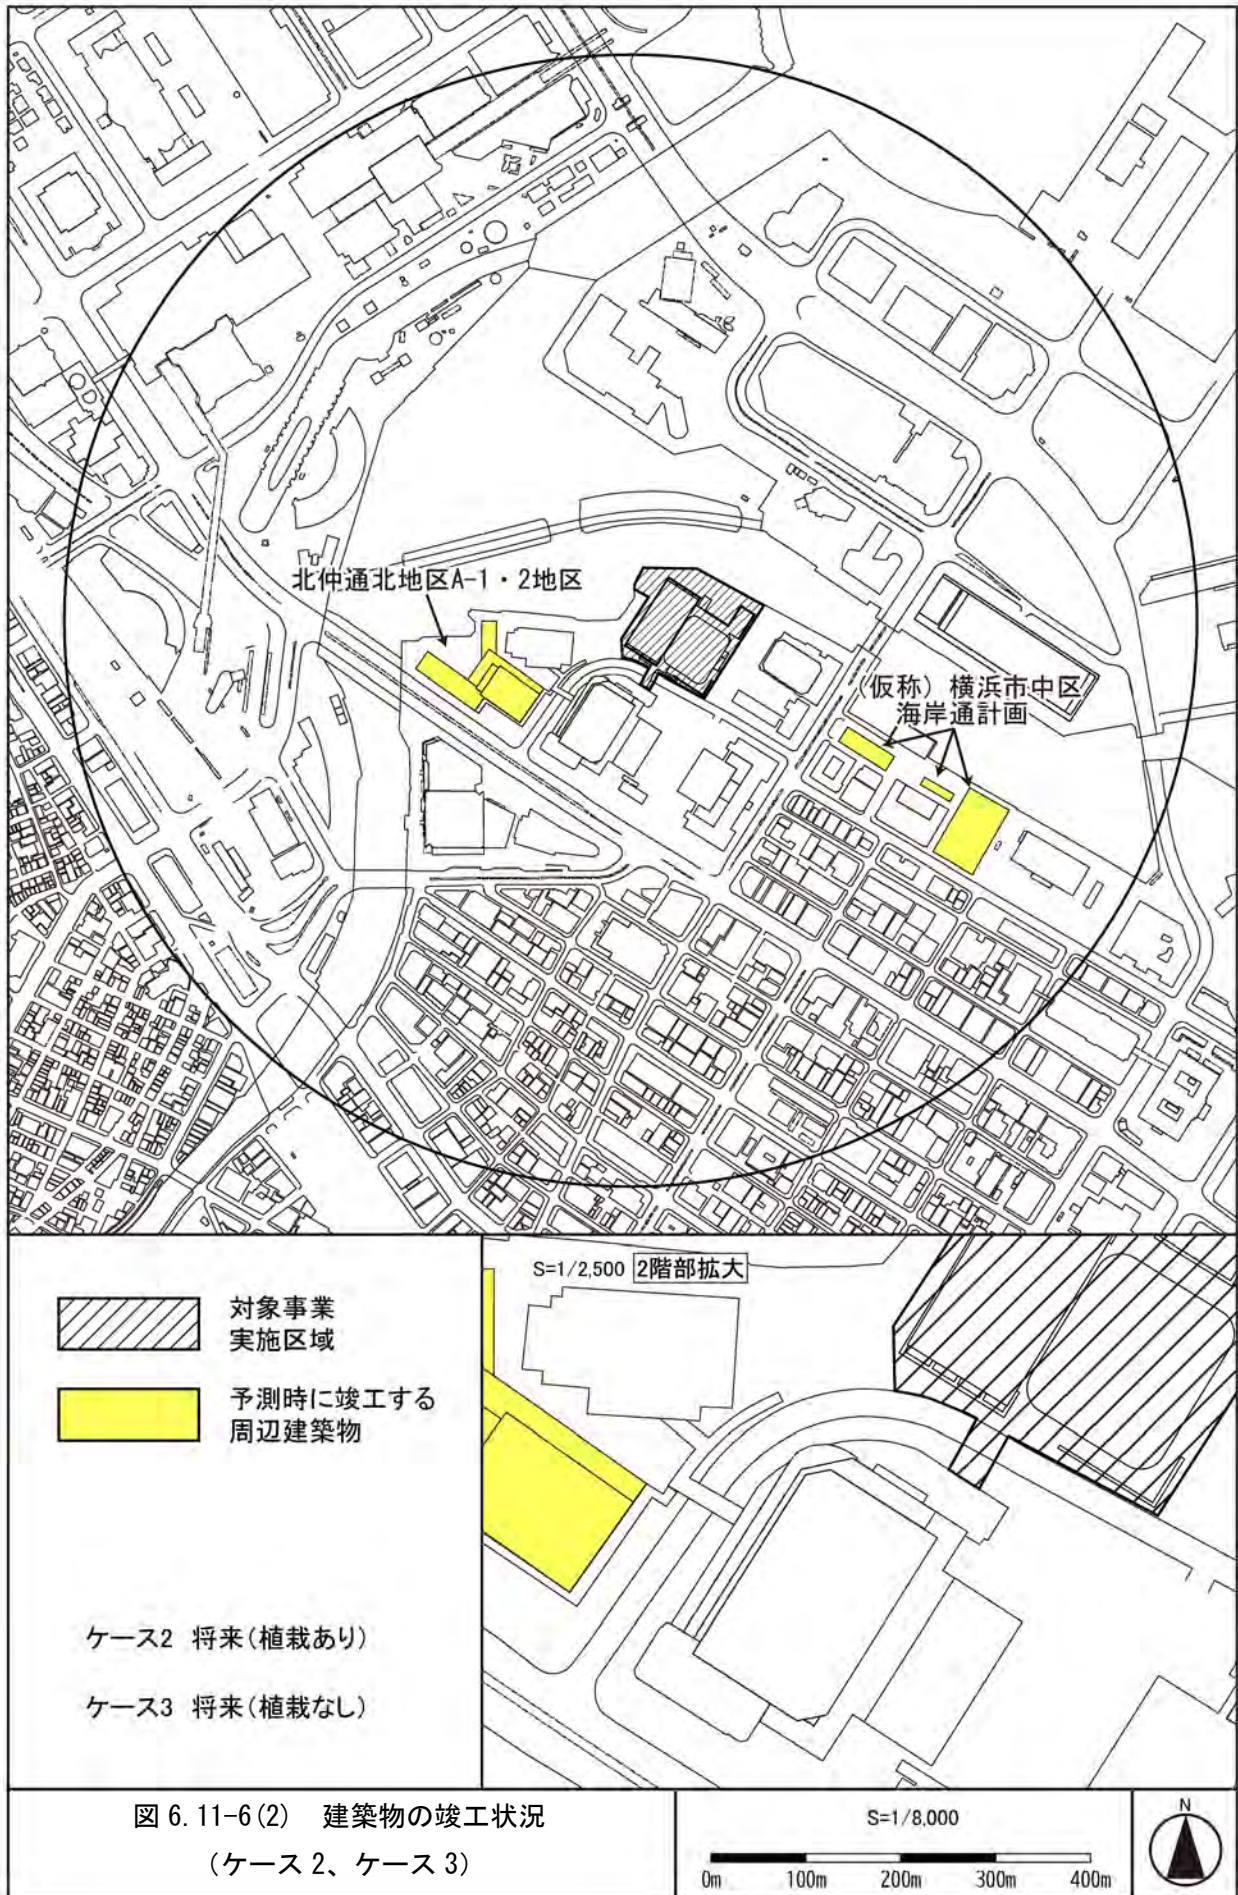 北仲通北地区A-1・2地区
（仮称）横浜市中区
海岸通計画
対象事業
実施区域
予測時に竣工する
周辺建築物
ケース2 将来(植栽あり)
ケース3 将来(植栽なし)
S=1/2,500 2階部拡大
図 6.11-6(2) 建築物の竣工状況
（ケース 2、ケース 3）
S=1/8,000
0m 100m 200m 300m 400m
N